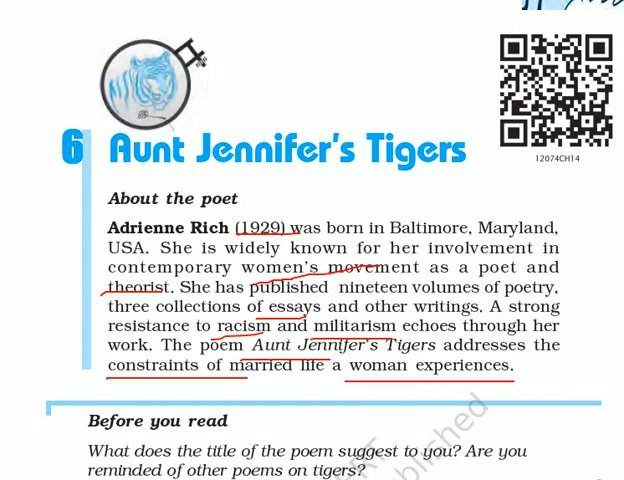 12074CH14
6 Aunt Jennifer's Tigers
About the poet
Adrienne Rich (1929) was born in Baltimore, Maryland,
USA. She is widely known for her involvement in
contemporary women's movement as a poet and
theorist. She has published nineteen volumes of poetry,
three collections of essays and other writings. A strong
resistance to racism and militarism echoes through her
work. The poem Aunt Jennifer's Tigers addresses the
constraints of married life a woman experiences.
Before you read
What does the title of the poem suggest to you? Are you
reminded of other poems on tigers?